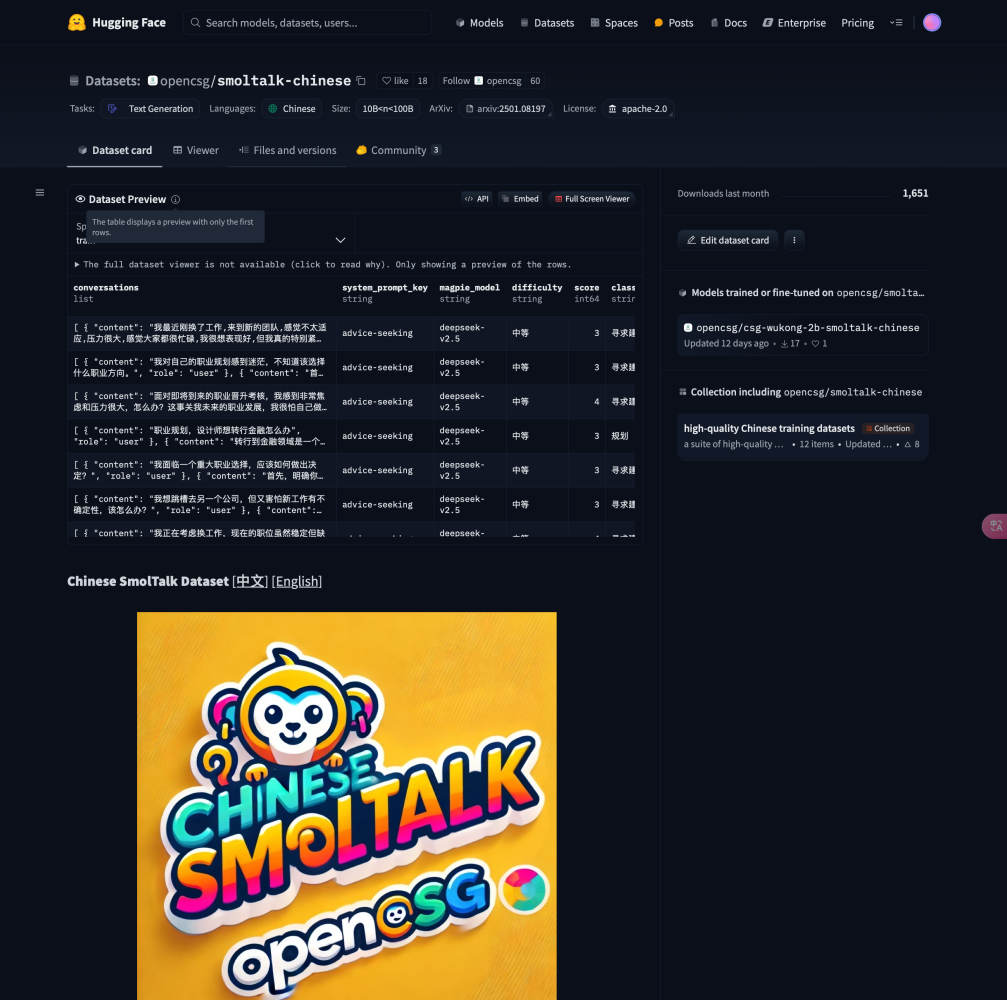 Hugging Face
Search models, datasets, users...
Models
Datasets
Spaces
Posts
Docs
Enterprise
Pricing
Datasets:
opencsg/smoltalk-chinese
like 18
Follow opencsg 60
Tasks: Text Generation
Languages: Chinese
Size: 10B<n<100B
ArXiv: arxiv:2501.08197
License: apache-2.0
Dataset card
Viewer
Files and versions
Community 3
Dataset Preview
API
Embed
Full Screen Viewer
The table displays a preview with only the first
rows.
The full dataset viewer is not available (click to read why). Only showing a preview of the rows.
conversations system_prompt_key magpie_model difficulty score class
list string string string int64 strin
[ { "content": "我最近刚换了工作,来到新的团队,感觉不太适
应,压力很大,感觉大家都很忙碌,我很想表现好,但我真的特别紧…
advice-seeking
deepseek-
v2.5
中等
3
寻求建
[ { "content": "我对自己的职业规划感到迷茫, 不知道该选择
什么职业方向。", "role": "user" }, { "content": "首…
advice-seeking
deepseek-
v2.5
中等
3
寻求建
[ { "content": "面对即将到来的职业晋升考核, 我感到非常焦
虑和压力很大, 怎么办? 这事关我未来的职业发展, 我很怕自己做…
advice-seeking
deepseek-
v2.5
中等
4
寻求建
[ { "content": "职业规划, 设计师想转行金融怎么办",
"role": "user" }, { "content": "转行到金融领域是一个…
advice-seeking
deepseek-
v2.5
中等
3
规划
[ { "content": "我面临一个重大职业选择, 应该如何做出决
定? ", "role": "user" }, { "content": "首先, 明确你…
advice-seeking
deepseek-
v2.5
中等
3
寻求建
[ { "content": "我想跳槽去另一个公司, 但又害怕新工作有不
确定性, 该怎么办? ", "role": "user" }, { "content":…
advice-seeking
deepseek-
v2.5
中等
3
寻求建
[ { "content": "我正在考虑换工作, 现在的职位虽然稳定但缺
deepseek-
Chinese SmolTalk Dataset [中文] [English]
CHINESE
SMOLTALK
openCSG
Downloads last month
1,651
Edit dataset card
Models trained or fine-tuned on opencsg/smolta…
opencsg/csg-wukong-2b-smoltalk-chinese
Updated 12 days ago • 17 • 1
Collection including opencsg/smoltalk-chinese
high-quality Chinese training datasets
Collection
a suite of high-quality … • 12 items • Updated … • 8